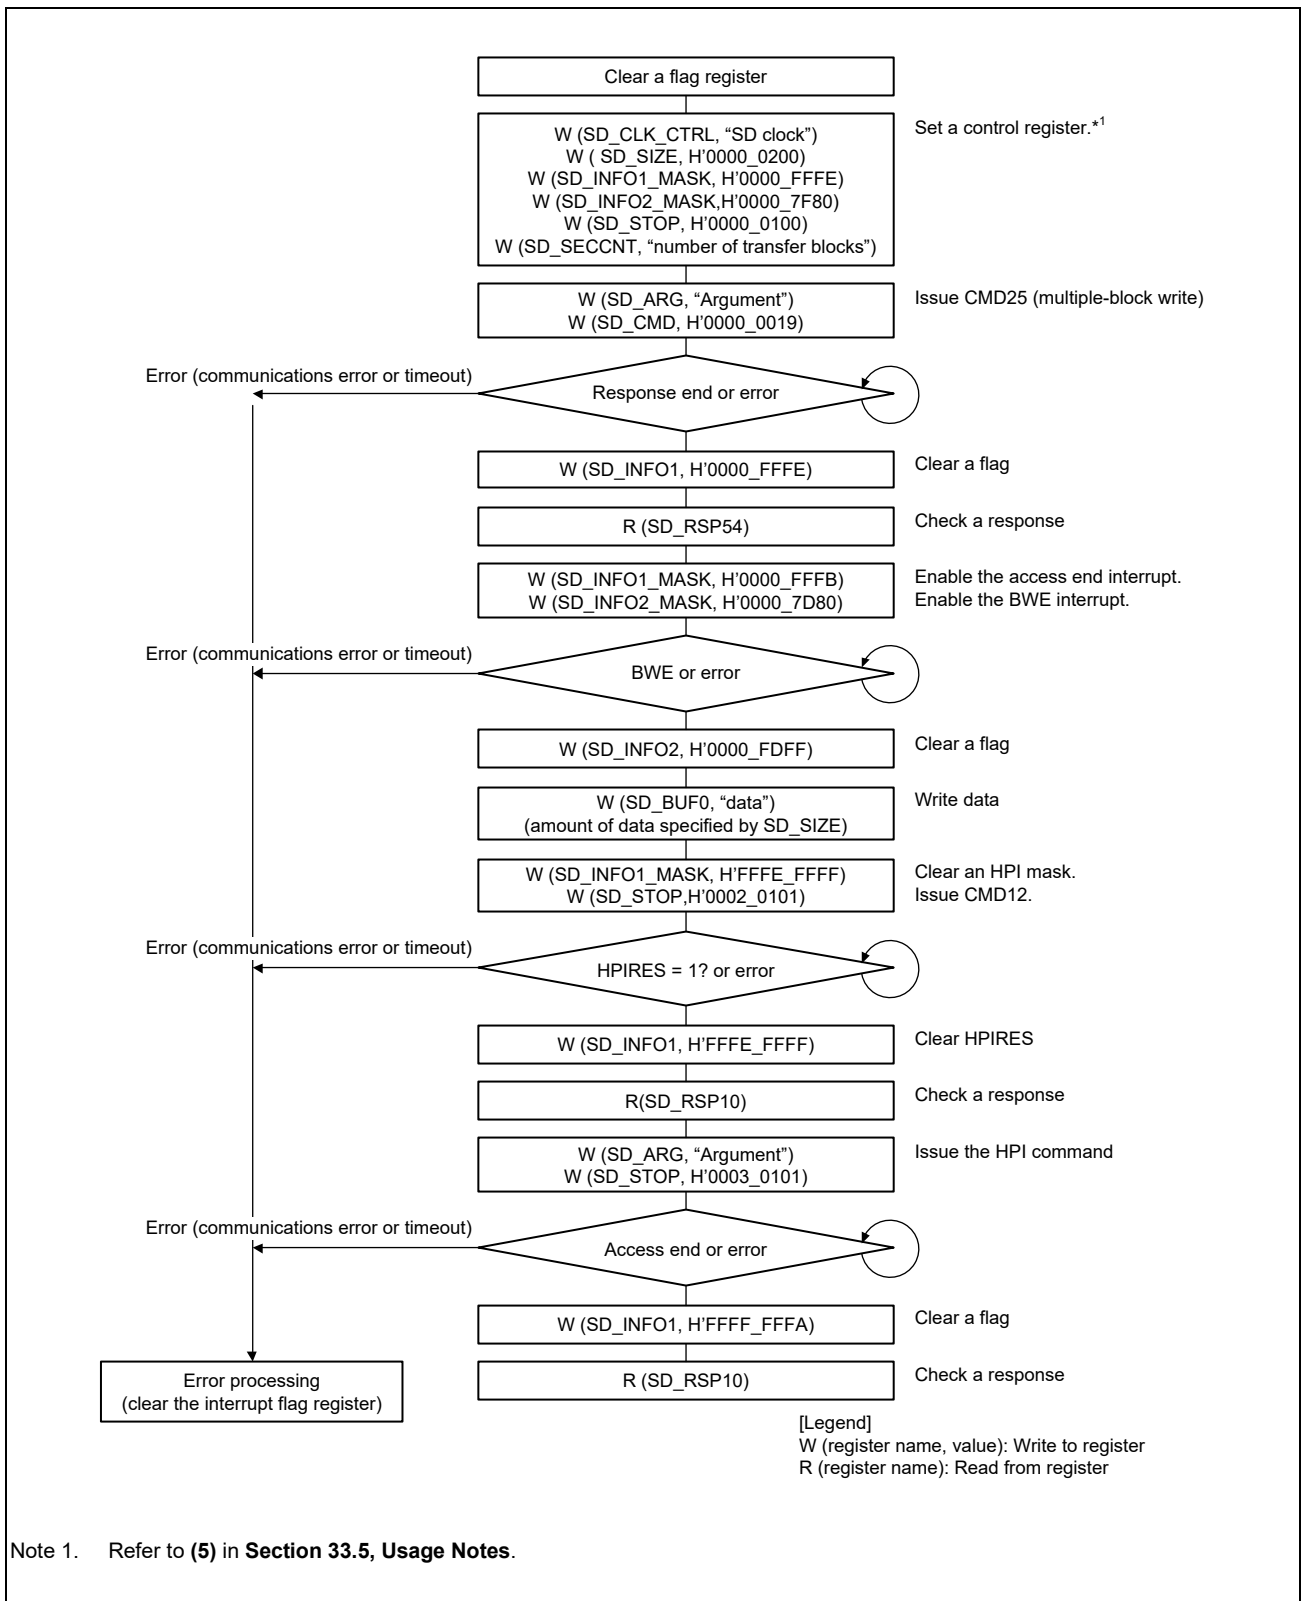 Clear a flag register
W (SD_CLK_CTRL, “SD clock”)
W ( SD_SIZE, H’0000_0200)
W (SD_INFO1_MASK, H’0000_FFFE)
W (SD_INFO2_MASK,H’0000_7F80)
W (SD_STOP, H’0000_0100)
W (SD_SECCNT, “number of transfer blocks”)
Set a control register.*1
W (SD_ARG, “Argument”)
W (SD_CMD, H’0000_0019)
Issue CMD25 (multiple-block write)
Error (communications error or timeout)
Response end or error
W (SD_INFO1, H’0000_FFFE)
Clear a flag
R (SD_RSP54)
Check a response
W (SD_INFO1_MASK, H’0000_FFFB)
W (SD_INFO2_MASK, H’0000_7D80)
Enable the access end interrupt.
Enable the BWE interrupt.
Error (communications error or timeout)
BWE or error
W (SD_INFO2, H’0000_FDFF)
Clear a flag
W (SD_BUF0, “data”)
(amount of data specified by SD_SIZE)
Write data
W (SD_INFO1_MASK, H’FFFE_FFFF)
W (SD_STOP,H’0002_0101)
Clear an HPI mask.
Issue CMD12.
Error (communications error or timeout)
HPIRES = 1? or error
W (SD_INFO1, H’FFFE_FFFF)
Clear HPIRES
R(SD_RSP10)
Check a response
W (SD_ARG, “Argument”)
W (SD_STOP, H’0003_0101)
Issue the HPI command
Error (communications error or timeout)
Access end or error
W (SD_INFO1, H’FFFF_FFFA)
Clear a flag
Error processing
(clear the interrupt flag register)
R (SD_RSP10)
Check a response
[Legend]
W (register name, value): Write to register
R (register name): Read from register
Note 1. Refer to (5) in Section 33.5, Usage Notes.